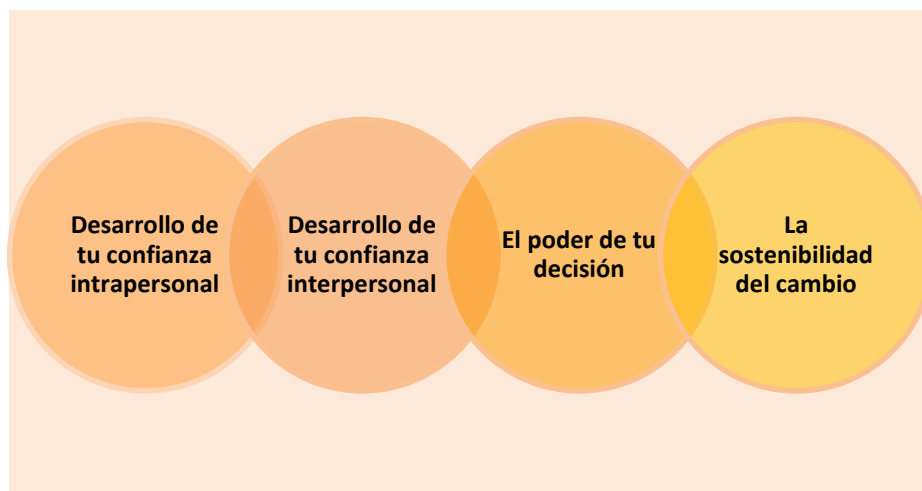 Desarrollo de
tu confianza
intrapersonal
Desarrollo de
tu confianza
interpersonal
El poder de tu
decisión
La
sostenibilidad
del cambio